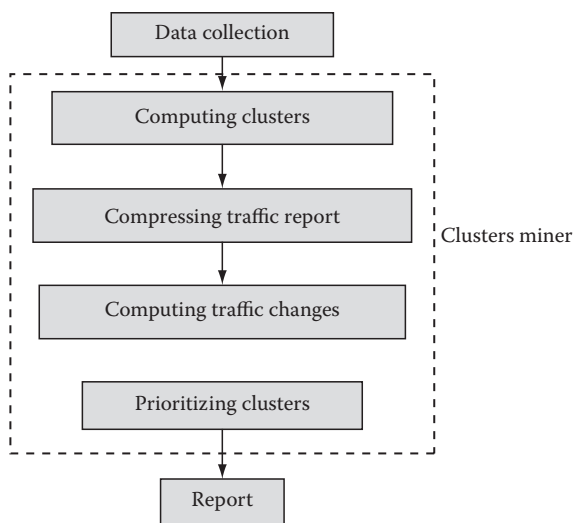 Data collection
Computing clusters
Compressing traffic report
Clusters miner
Computing traffic changes
Prioritizing clusters
Report